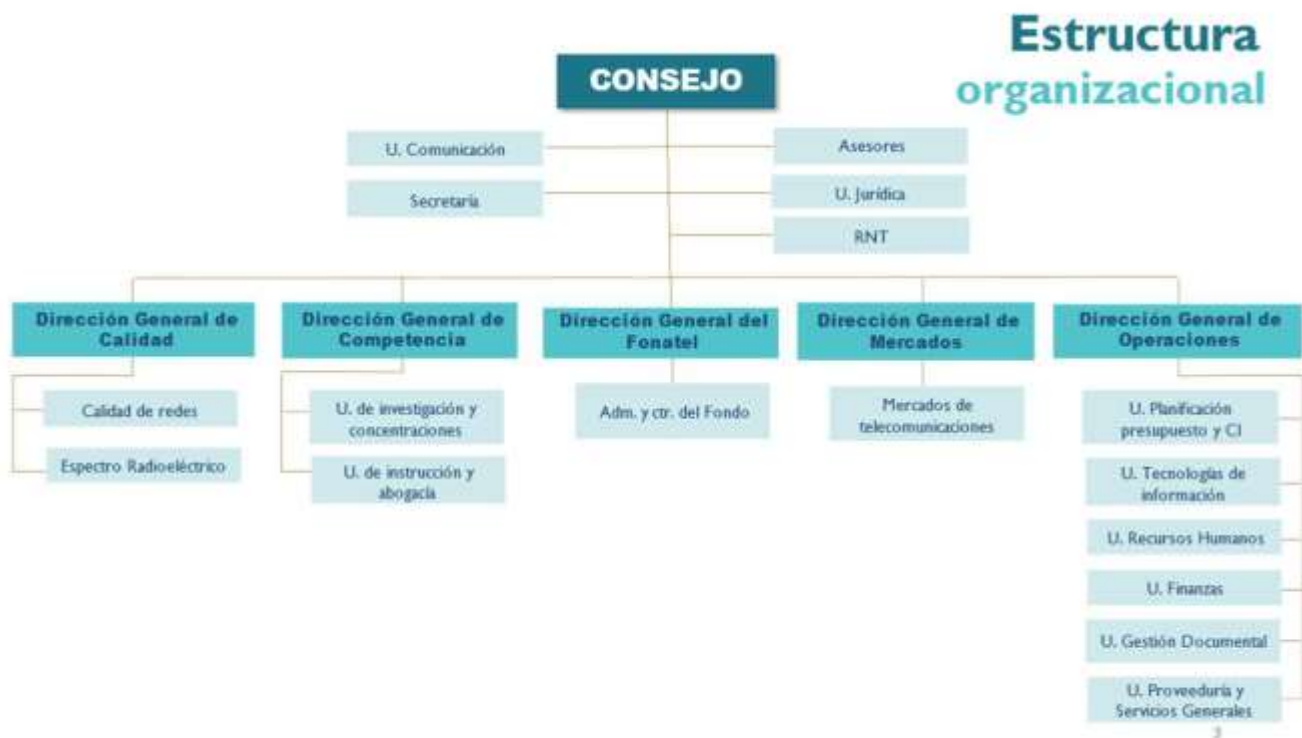 Estructura
organizacional
CONSEJO
U. Comunicación
Asesores
Secretaría
U. Jurídica
RNT
Dirección General de
Calidad
Calidad de redes
Espectro Radioeléctrico
Dirección General de
Competencia
U. de investigación y
concentraciones
U. de instrucción y
abogacía
Dirección General del
Fonatel
Adm. y ctr. del Fondo
Dirección General de
Mercados
Mercados de
telecomunicaciones
Dirección General de
Operaciones
U. Planificación
presupuesto y CI
U. Tecnologías de
información
U. Recursos Humanos
U. Finanzas
U. Gestión Documental
U. Proveeduría y
Servicios Generales
3